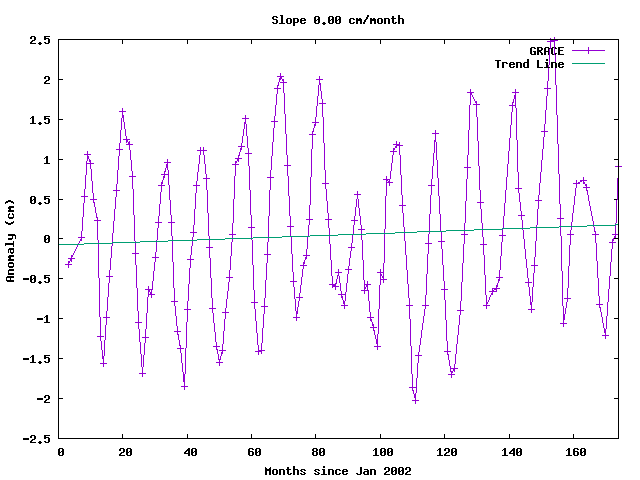 Slope 0.00 cm/month
GRACE
Trend Line
2.5
2
1.5
1
0.5
0
-0.5
-1
-1.5
-2
-2.5
Anomaly (cm)
0 20 40 60 80 100 120 140 160
Months since Jan 2002